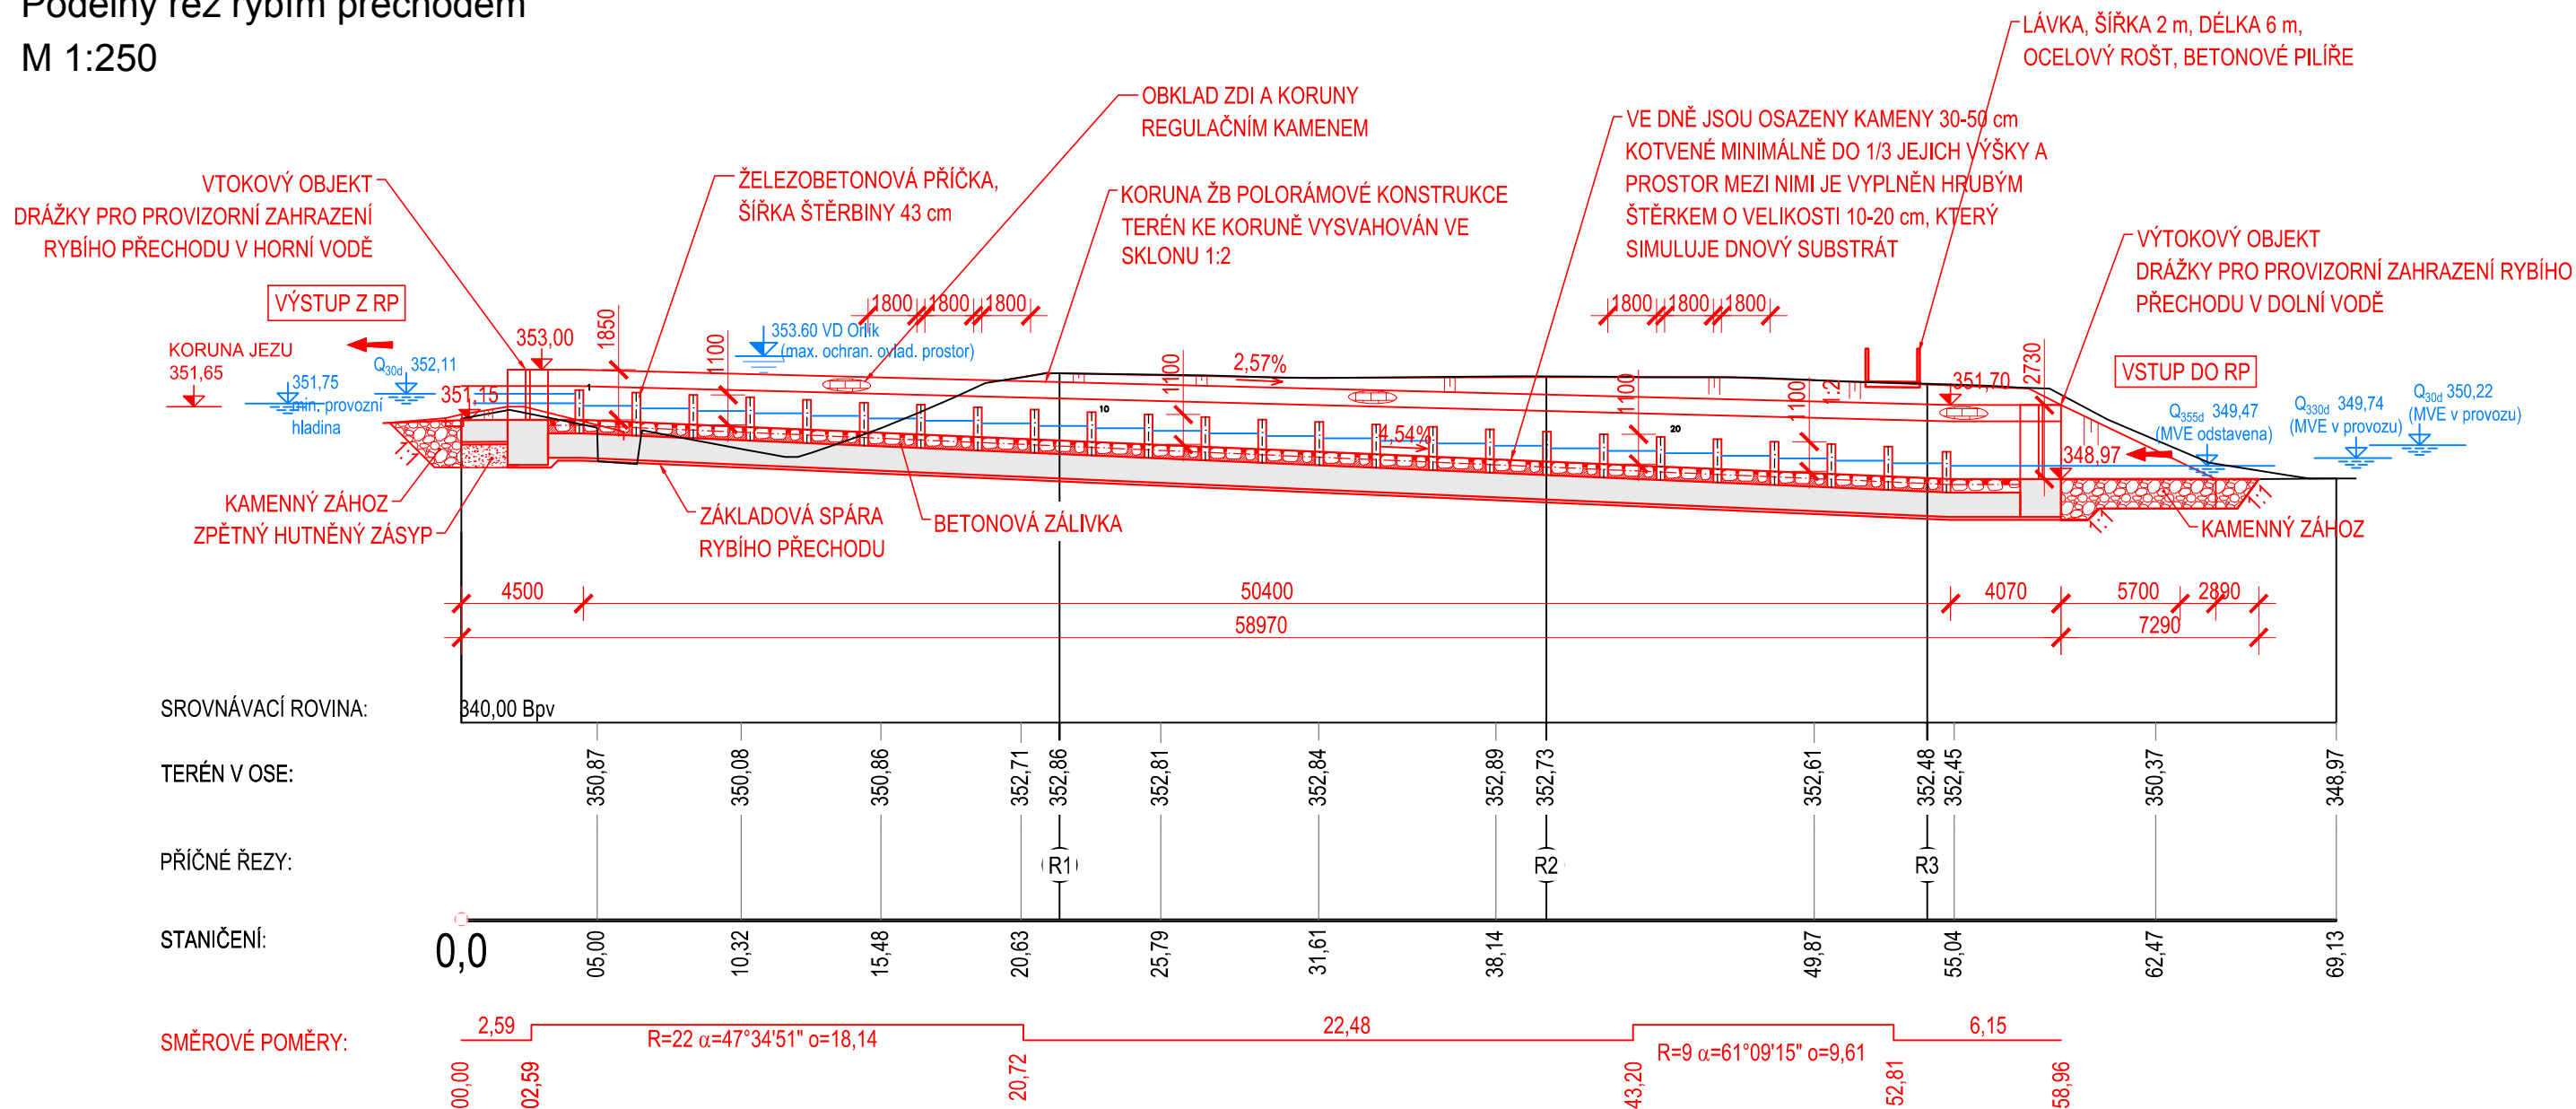 Podélný řez rybím přechodem
M 1:250
LÁVKA, ŠÍŘKA 2 m, DÉLKA 6 m,
OCELOVÝ ROŠT, BETONOVÉ PILÍŘE
OBKLAD ZDI A KORUNY
REGULAČNÍM KAMENEM
VE DNĚ JSOU OSAZENY KAMENY 30-50 cm
KOTVENÉ MINIMÁLNĚ DO 1/3 JEJICH VÝŠKY A
PROSTOR MEZI NIMI JE VYPLNĚN HRUBÝM
ŠTĚRKEM O VELIKOSTI 10-20 cm, KTERÝ
SIMULUJE DNOVÝ SUBSTRÁT
VTOKOVÝ OBJEKT
DRÁŽKY PRO PROVIZORNÍ ZAHRAZENÍ
RYBÍHO PŘECHODU V HORNÍ VODĚ
ŽELEZOBETONOVÁ PŘÍČKA,
ŠÍŘKA ŠTĚRBINY 43 cm
KORUNA ŽB POLORÁMOVÉ KONSTRUKCE
TERÉN KE KORUNĚ VYSVAHOVÁN VE
SKLONU 1:2
VÝTOKOVÝ OBJEKT
DRÁŽKY PRO PROVIZORNÍ ZAHRAZENÍ RYBÍHO
PŘECHODU V DOLNÍ VODĚ
VÝSTUP Z RP
VSTUP DO RP
KORUNA JEZU
351,65
351,75
min. provozní
hladina
Q30d 352,11
351,15
353,00
1850
1100
353.60 VD Orlík
(max. ochran. ovlad. prostor)
1800 1800 1800
2,57%
1100
4,54%
1800 1800 1800
1100
1100
1:2
351,70
2730
348,97
Q355d 349,47
(MVE odstavena)
Q330d 349,74
(MVE v provozu)
Q30d 350,22
(MVE v provozu)
1
10
20
1:1
1:1
1:1
KAMENNÝ ZÁHOZ
ZPĚTNÝ HUTNĚNÝ ZÁSYP
ZÁKLADOVÁ SPÁRA
RYBÍHO PŘECHODU
BETONOVÁ ZÁLIVKA
KAMENNÝ ZÁHOZ
4500 50400 4070 5700 2890
58970 7290
SROVNÁVACÍ ROVINA: 340,00 Bpv
TERÉN V OSE: 350,87 350,08 350,86 352,71 352,86 352,81 352,84 352,89 352,73 352,61 352,48 352,45 350,37 348,97
PŘÍČNÉ ŘEZY: R1 R2 R3
STANIČENÍ: 0,0 05,00 10,32 15,48 20,63 25,79 31,61 38,14 49,87 55,04 62,47 69,13
SMĚROVÉ POMĚRY: 2,59 R=22 α=47°34'51" o=18,14 22,48 R=9 α=61°09'15" o=9,61 6,15
00,00 02,59 20,72 43,20 52,81 58,96